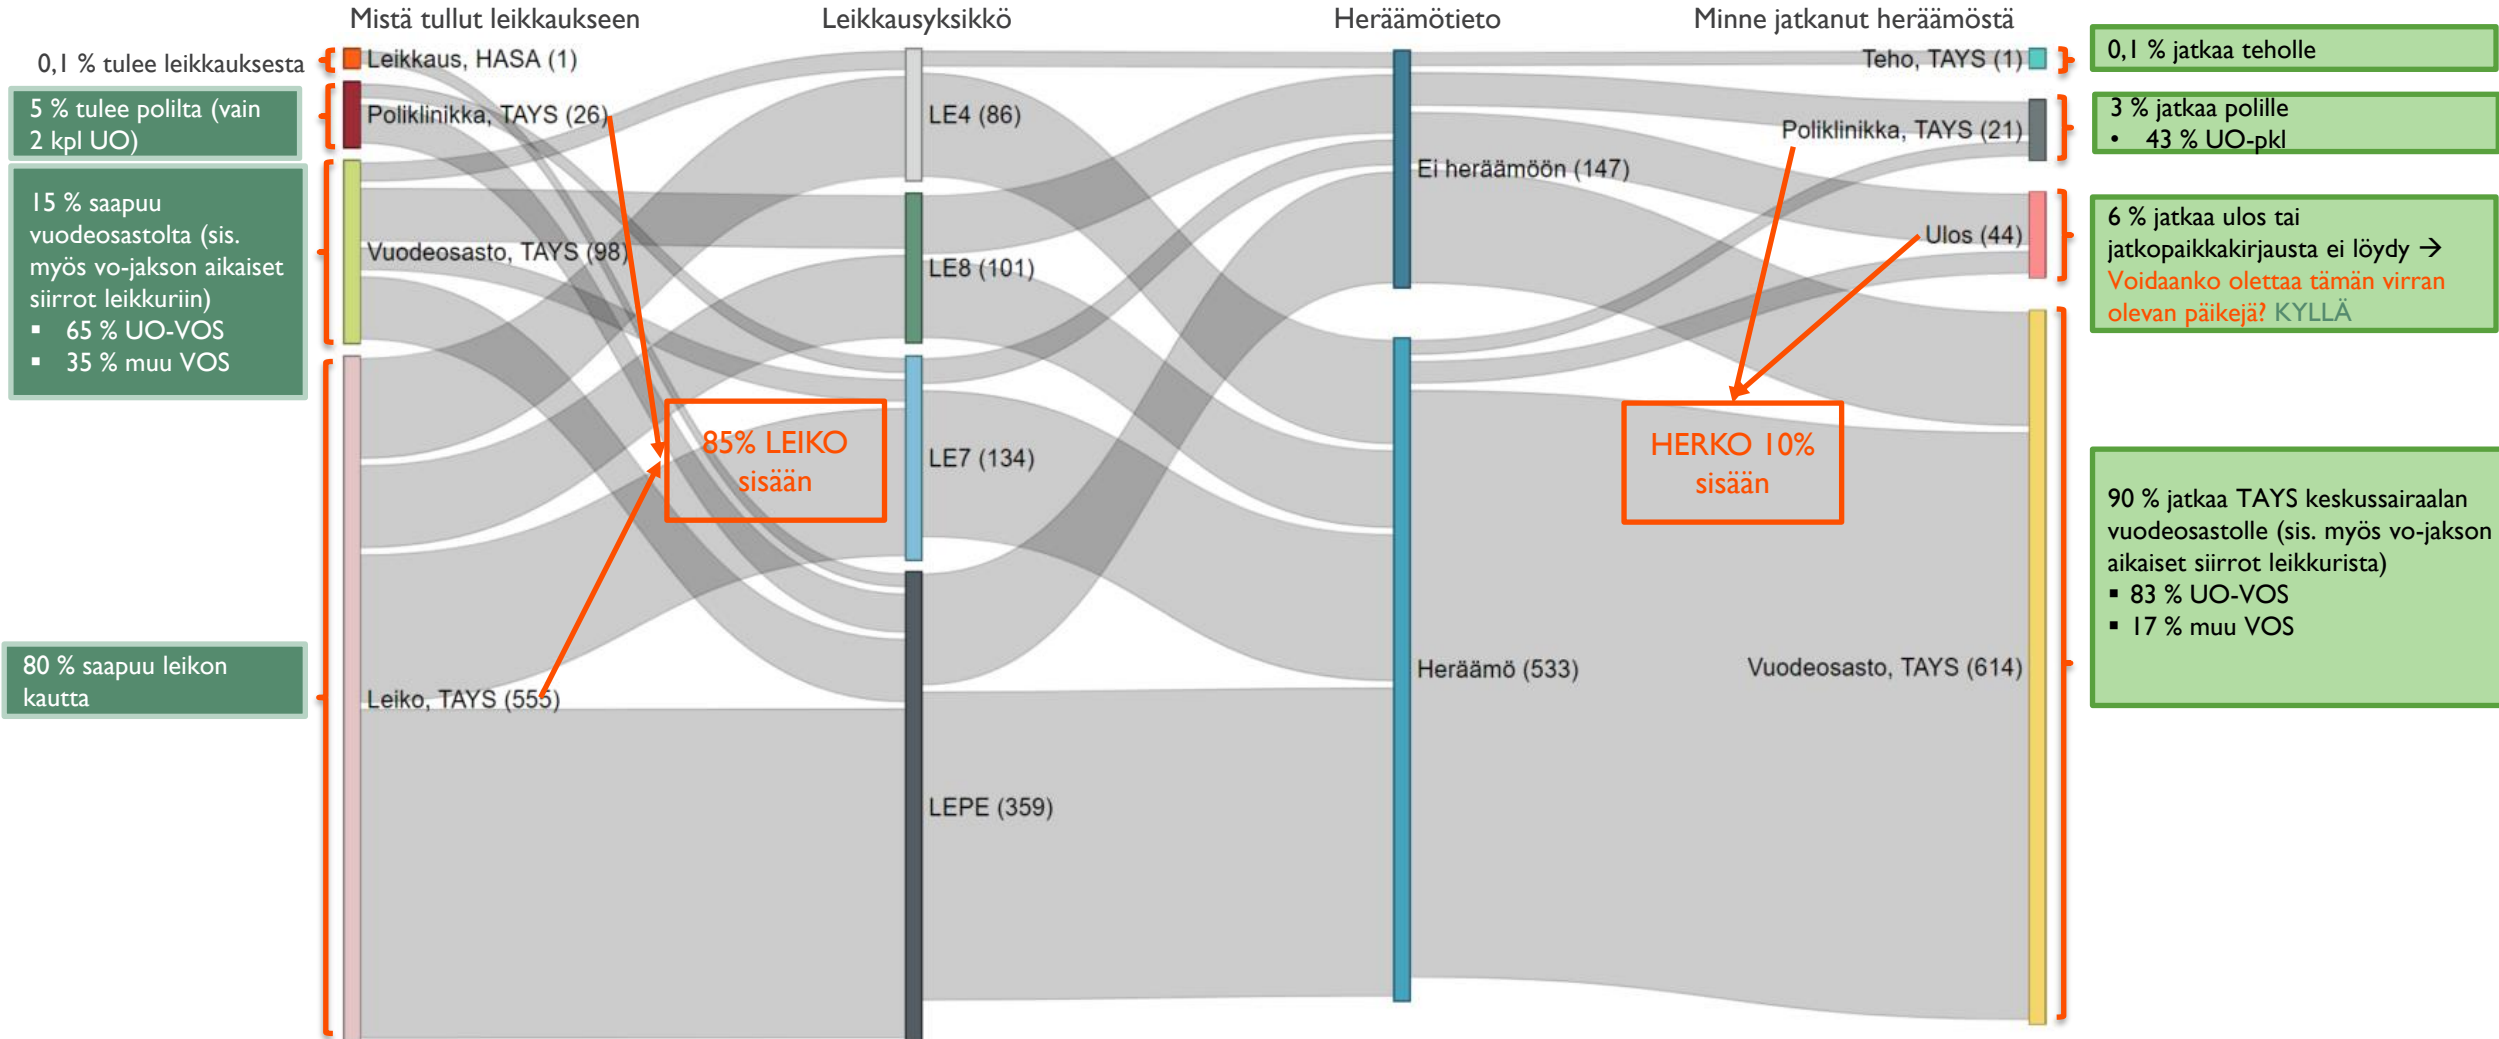 Mistä tullut leikkaukseen
Leikkausyksikkö
Heräämötieto
Minne jatkanut heräämöstä
0,1 % tulee leikkauksesta
5 % tulee polilta (vain
2 kpl UO)
15 % saapuu
vuodeosastolta (sis.
myös vo-jakson aikaiset
siirrot leikkuriin)
▪ 65 % UO-VOS
▪ 35 % muu VOS
80 % saapuu leikon
kautta
Leikkaus, HASA (1)
Poliklinikka, TAYS (26)
Vuodeosasto, TAYS (98)
Leiko, TAYS (555)
85% LEIKO
sisään
LE4 (86)
LE8 (101)
LE7 (134)
LEPE (359)
Ei heräämöön (147)
Heräämö (533)
HERKO 10%
sisään
Teho, TAYS (1)
Poliklinikka, TAYS (21)
Ulos (44)
Vuodeosasto, TAYS (614)
0,1 % jatkaa teholle
3 % jatkaa polille
• 43 % UO-pkl
6 % jatkaa ulos tai
jatkopaikkakirjausta ei löydy →
Voidaanko olettaa tämän virran
olevan päikejä? KYLLÄ
90 % jatkaa TAYS keskussairaalan
vuodeosastolle (sis. myös vo-jakson
aikaiset siirrot leikkurista)
▪ 83 % UO-VOS
▪ 17 % muu VOS